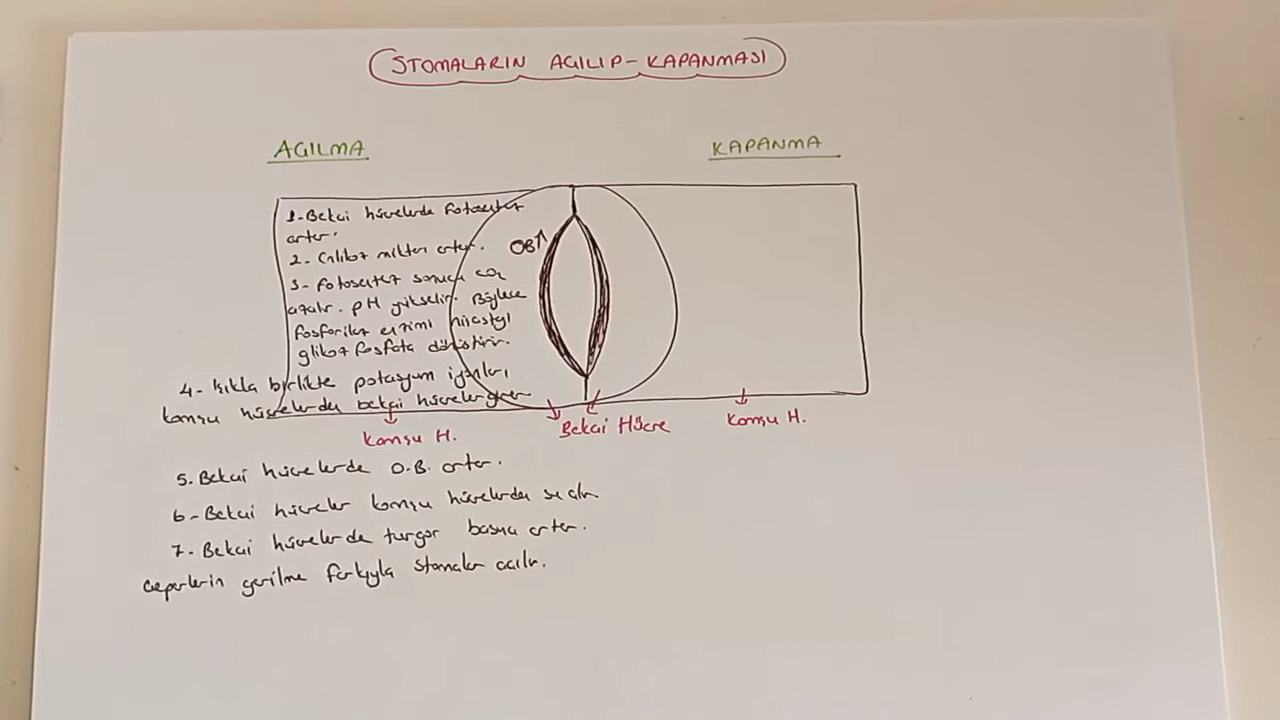 STOMALARIN AÇILIP-KAPANMASI
AÇILMA
KAPANMA
1-Bekçi hücrelerde fotosentez
artar.
2- Glikoz miktarı artar.
OB↑
3- Fotosentez sonucu CO₂
azalır. pH yükselir. Böylece
fosforilaz enzimi nişastayı
glikoz fosfata dönüştürür.
4- Işıkla birlikte potasyum iyonları
komşu hücrelerden bekçi hücrelere girer
Komşu H.
Bekçi Hücre
Komşu H.
5. Bekçi hücrelerde O.B. artar.
6- Bekçi hücreler komşu hücrelerden su alır.
7- Bekçi hücrelerde turgor basıncı artar.
Çeperlerin gerilme farkıyla stomalar açılır.